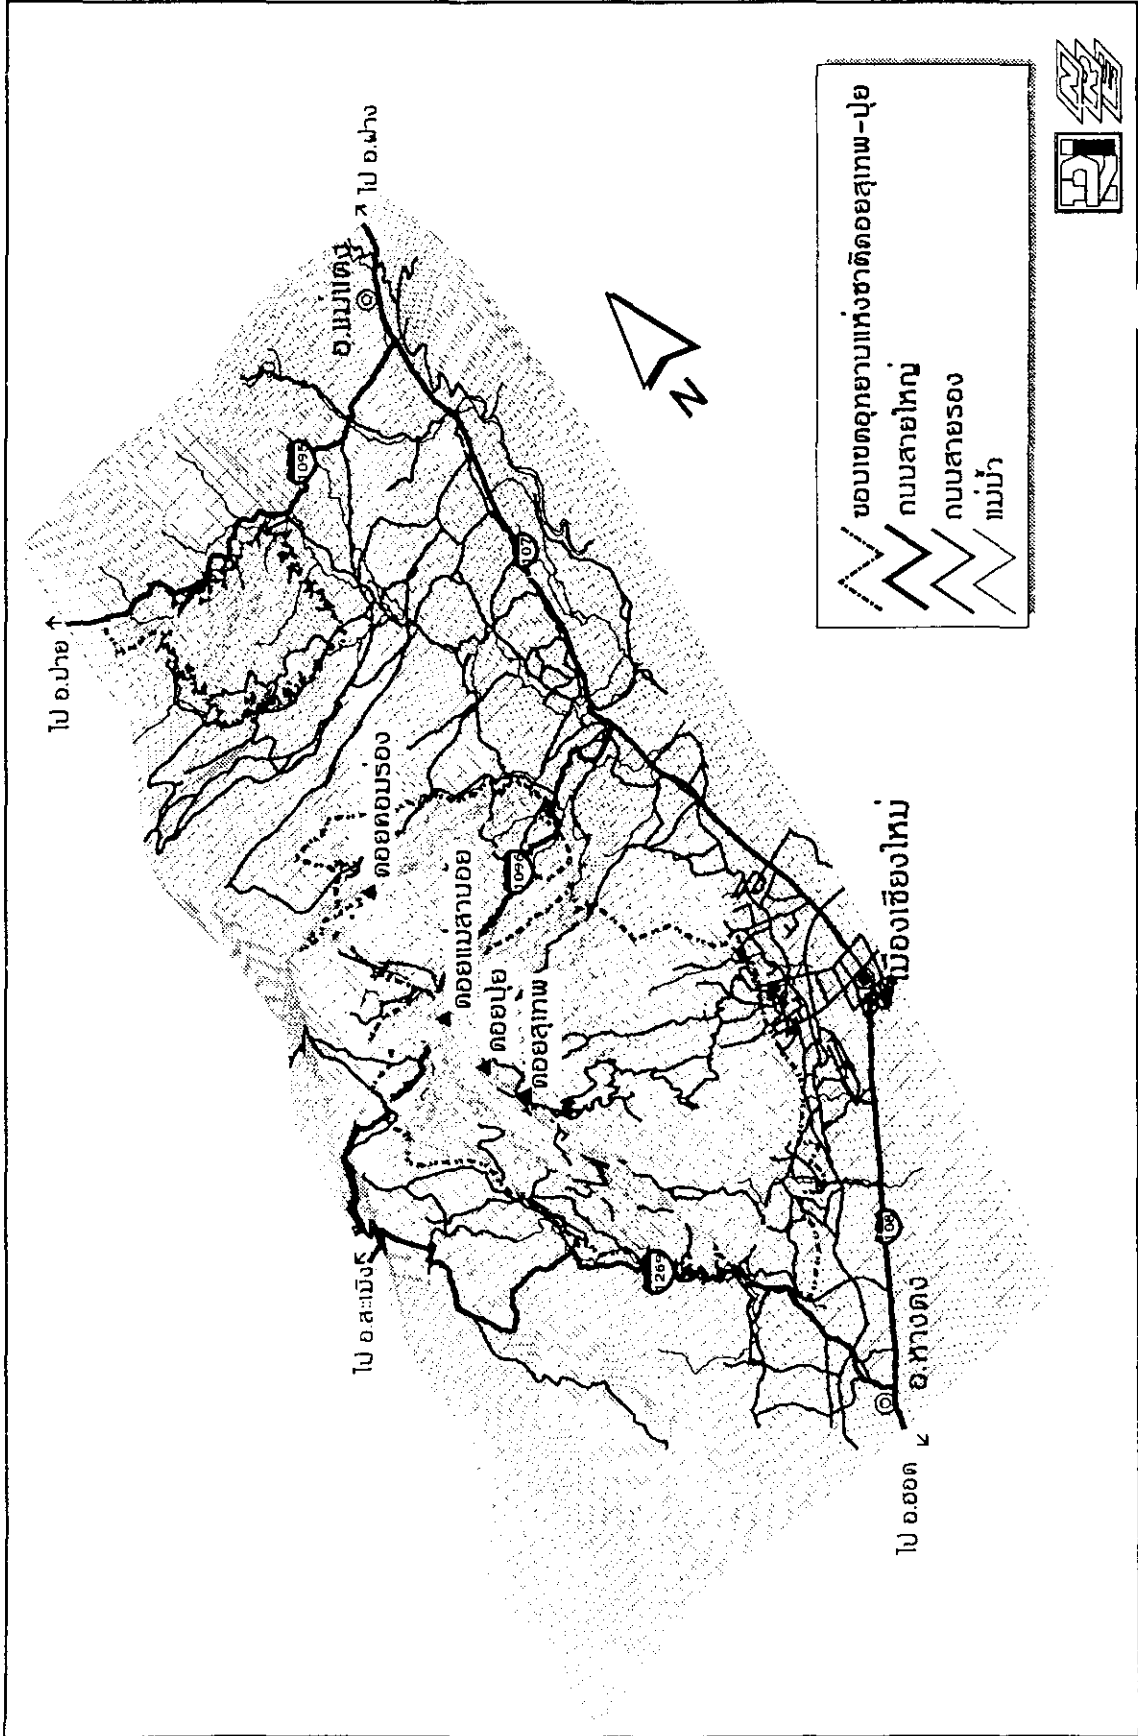 ไป อ.ปาย
ไป อ.ฝาง
อ.แม่แตง
1095
107
ดอยค่อมร่อง
ดอยแม่สาน้อย
1096
ดอยปุย
ดอยสุเทพ
เมืองเชียงใหม่
ไป อ.สะเมิง
1269
108
อ.หางดง
ไป อ.ฮอด
N
ขอบเขตอุทยานแห่งชาติดอยสุเทพ-ปุย
ถนนสายใหญ่
ถนนสายรอง
แม่น้ำ